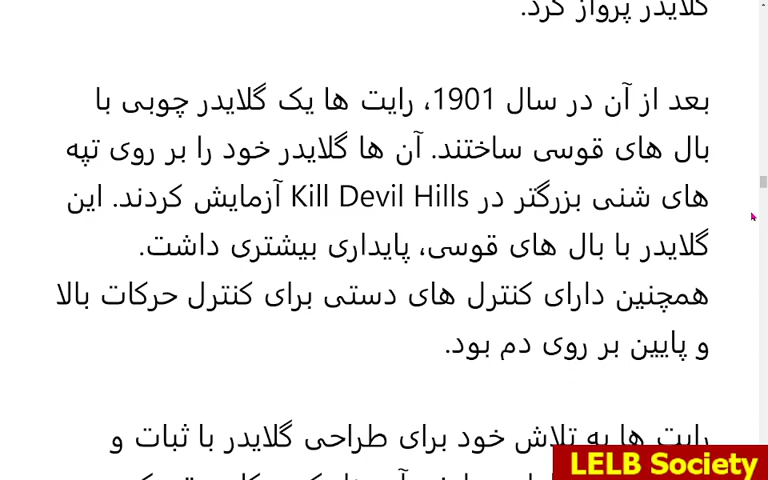 گلایدر پرواز کرد.
بعد از آن در سال 1901، رایت ها یک گلایدر چوبی با
بال های قوسی ساختند. آن ها گلایدر خود را بر روی تپه
های شنی بزرگتر در Kill Devil Hills آزمایش کردند. این
گلایدر با بال های قوسی، پایداری بیشتری داشت.
همچنین دارای کنترل های دستی برای کنترل حرکات بالا
و پایین بر روی دم بود.
رایت ها به تلاش خود برای طراحی گلایدر با ثبات و
LELB Society